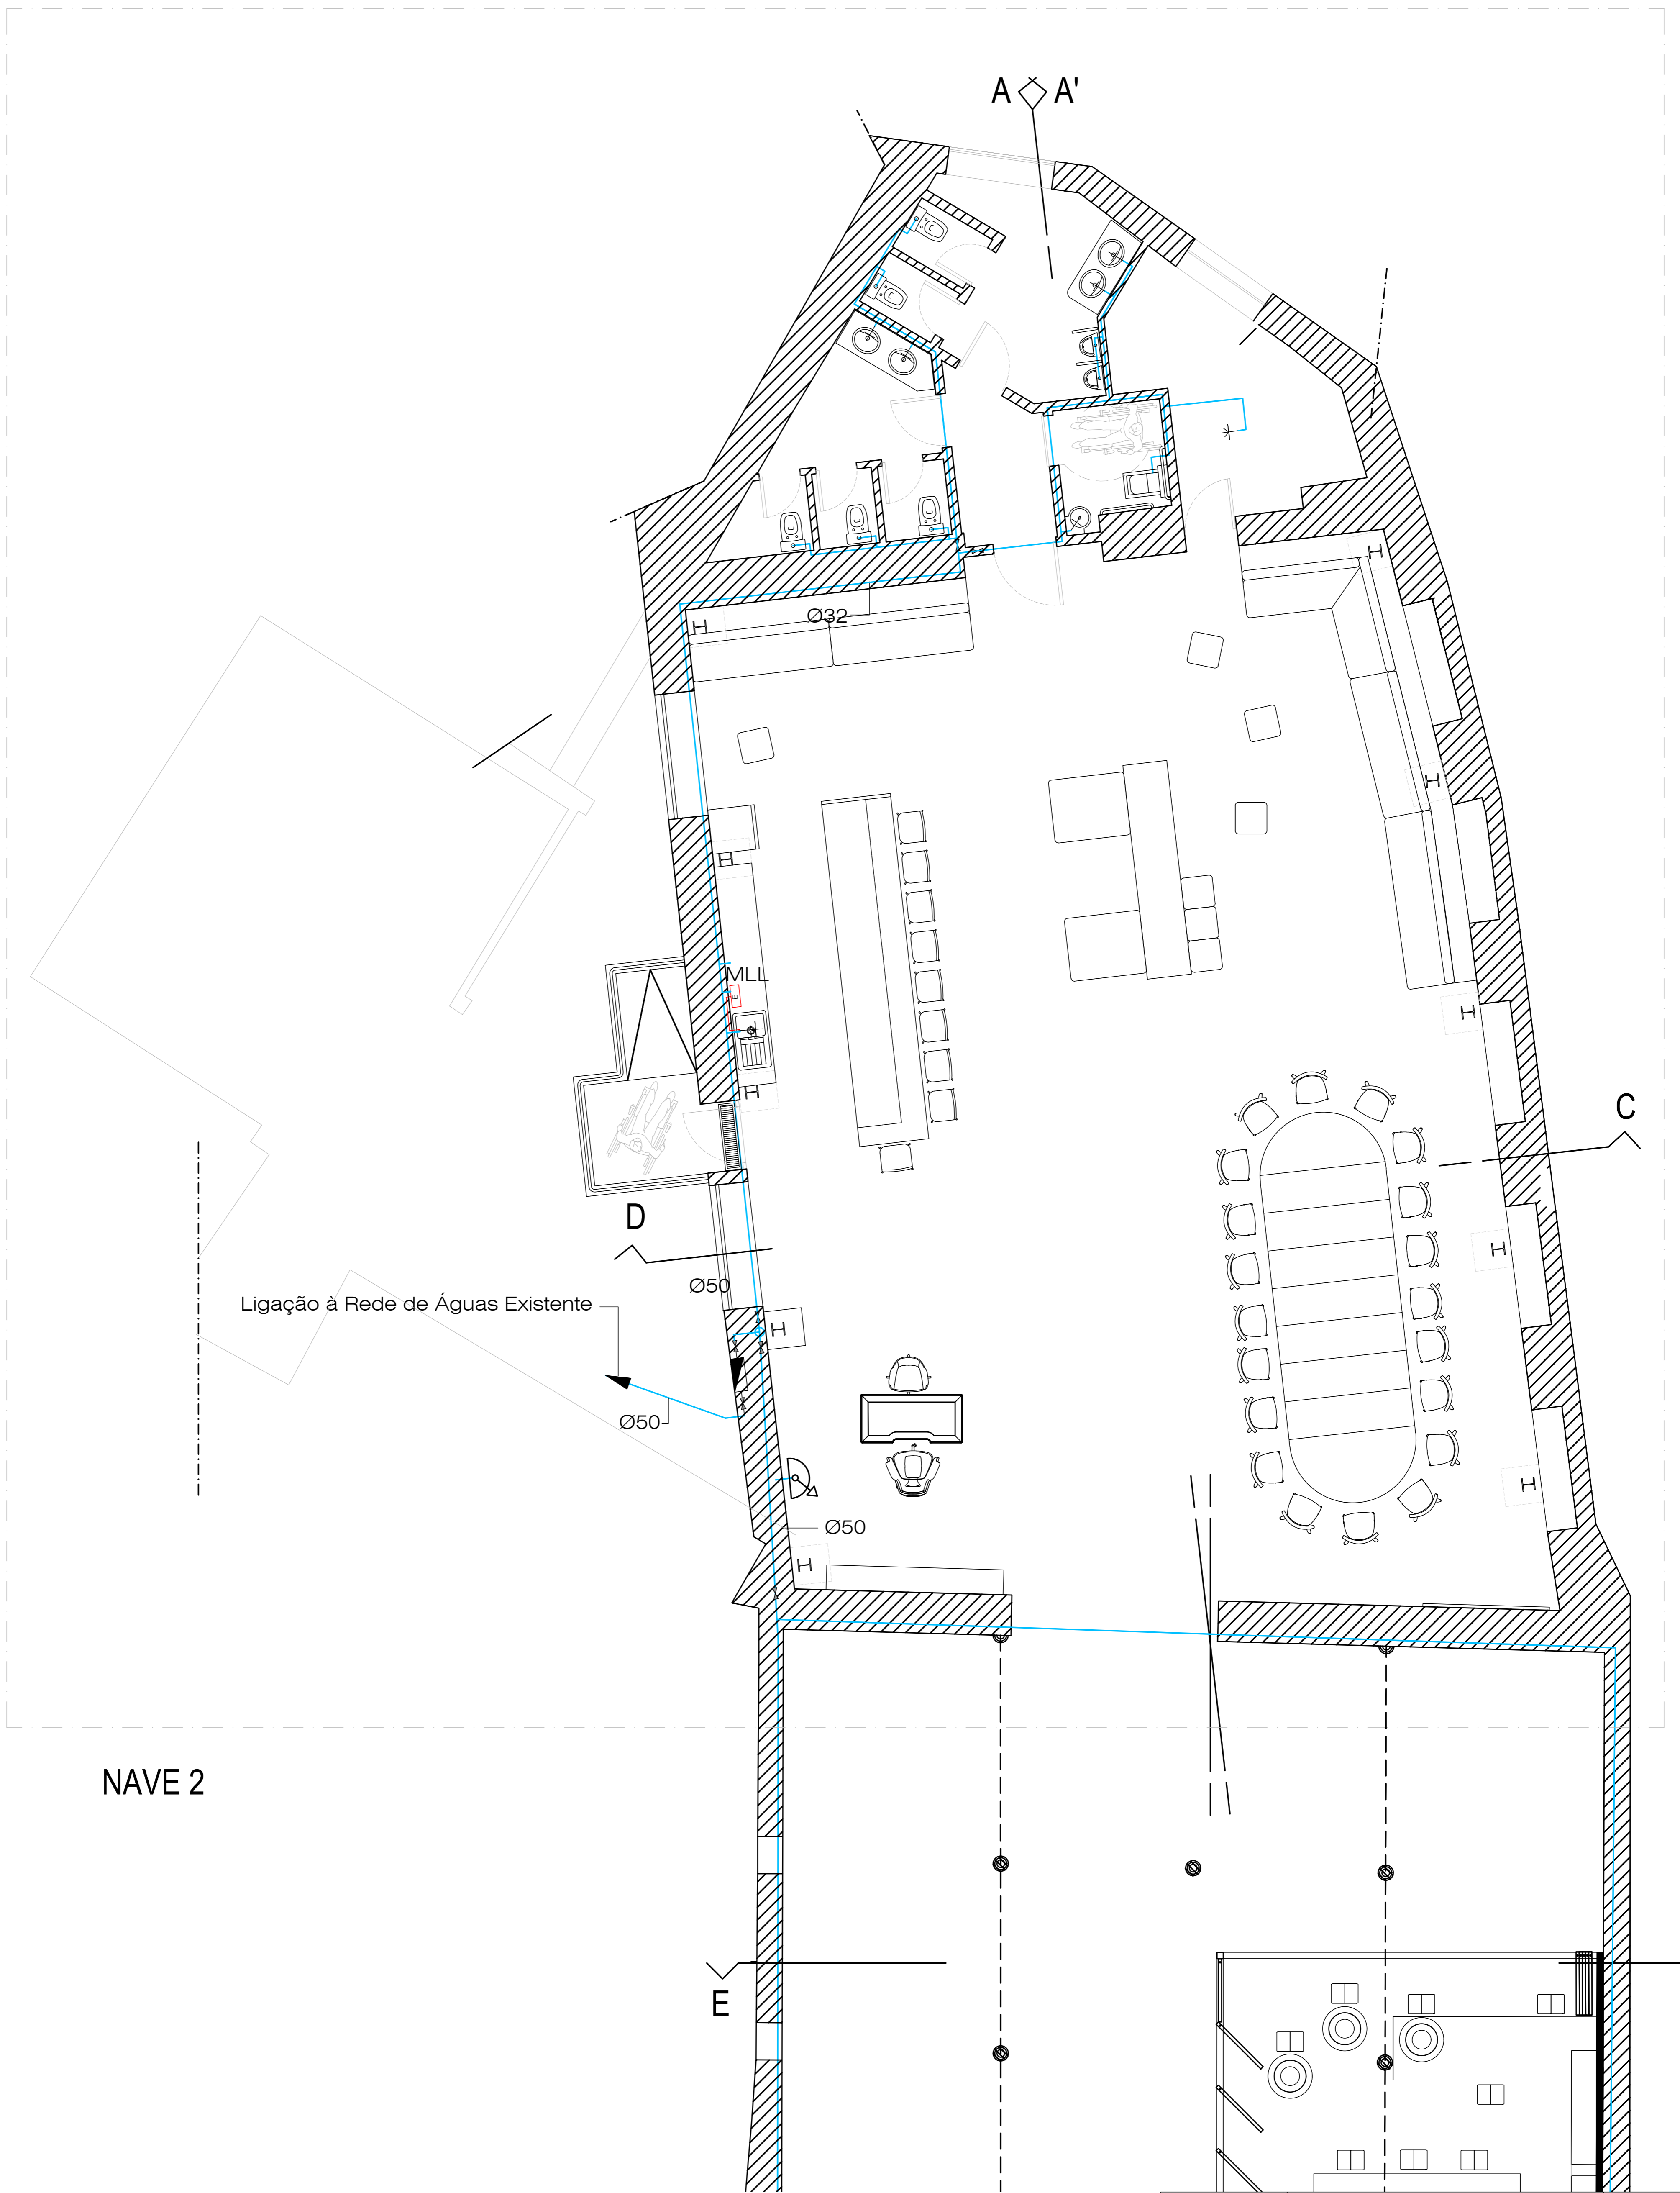 A A'
Ø32
H
H
H
H
MLL
E
H
H
C
D
Ø50
H
Ligação à Rede de Águas Existente
H
Ø50
H
Ø50
H
NAVE 2
E